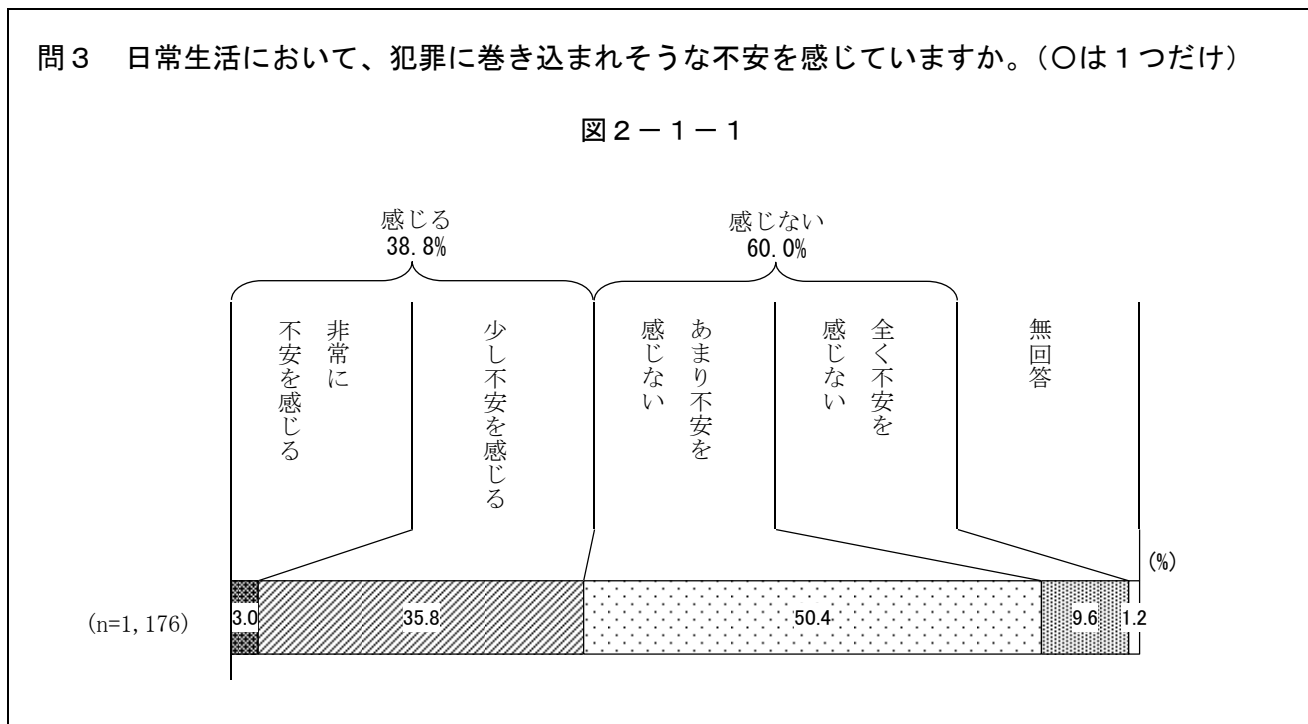 問３　日常生活において、犯罪に巻き込まれそうな不安を感じていますか。（○は１つだけ）
図２－１－１
感じる
38.8%
感じない
60.0%
非常に
不安を感じる
少し不安を感じる
あまり不安を
感じない
全く不安を
感じない
無回答
(%)
(n=1,176)
3.0
35.8
50.4
9.6
1.2